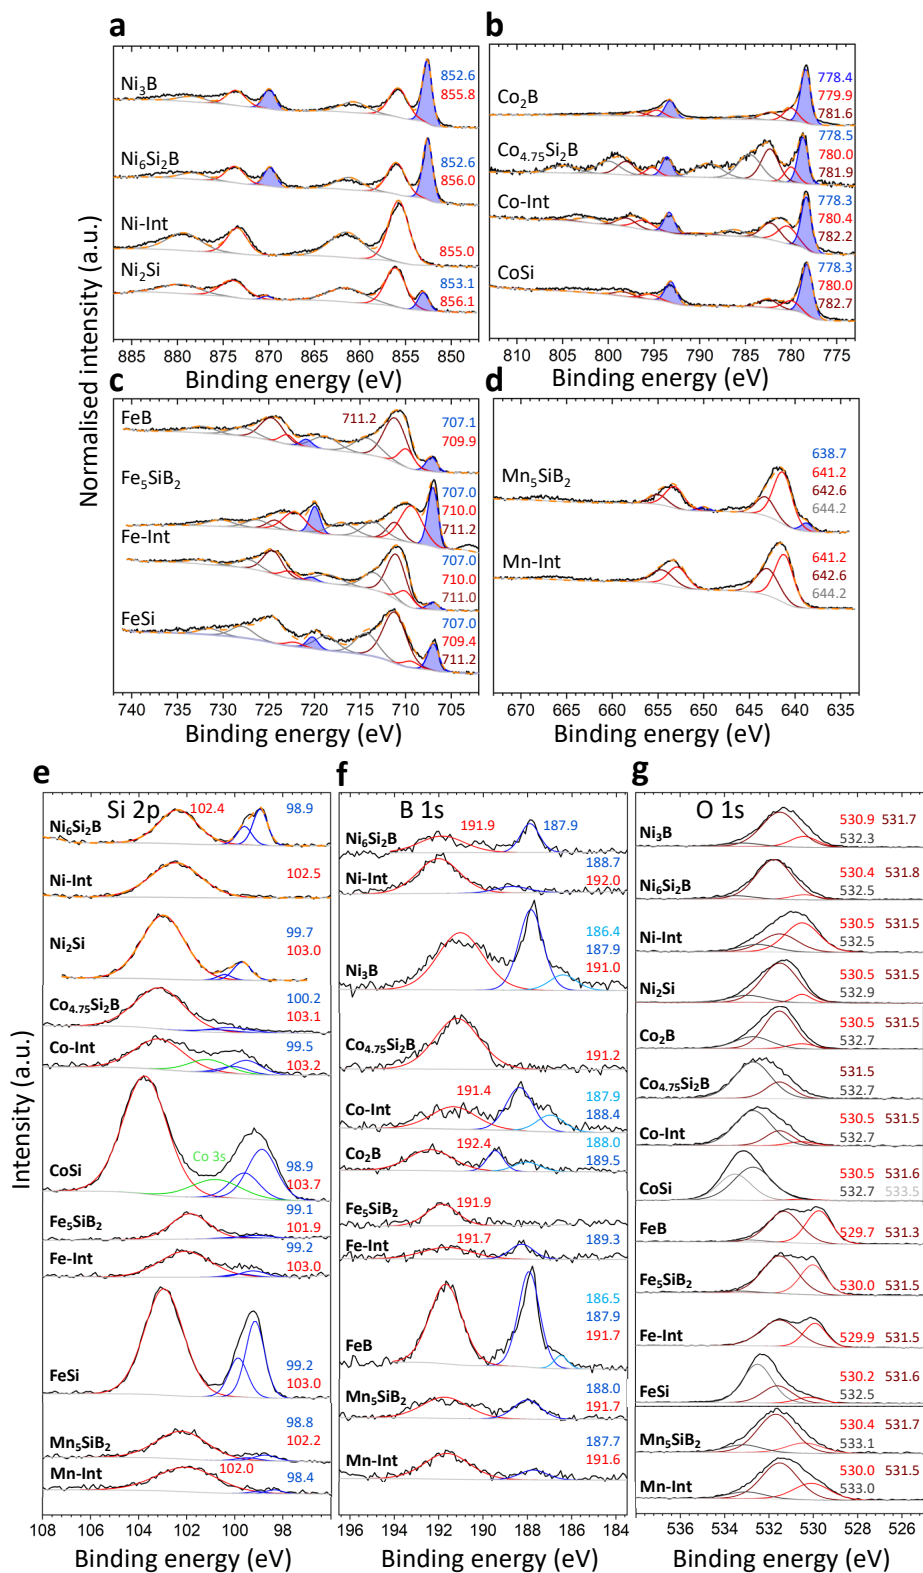 a
Ni3B
852.6
855.8
Ni6Si2B
852.6
856.0
Ni-Int
855.0
Ni2Si
853.1
856.1
885 880 875 870 865 860 855 850
Binding energy (eV)
b
Co2B
778.4
779.9
781.6
Co4.75Si2B
778.5
780.0
781.9
Co-Int
778.3
780.4
782.2
CoSi
778.3
780.0
782.7
810 805 800 795 790 785 780 775
Binding energy (eV)
Normalised intensity (a.u.)
c
FeB
711.2
707.1
709.9
Fe5SiB2
707.0
710.0
711.2
Fe-Int
707.0
710.0
711.0
FeSi
707.0
709.4
711.2
740 735 730 725 720 715 710 705
Binding energy (eV)
d
Mn5SiB2
638.7
641.2
642.6
644.2
Mn-Int
641.2
642.6
644.2
670 665 660 655 650 645 640 635
Binding energy (eV)
e
Si 2p
Ni6Si2B
102.4
98.9
Ni-Int
102.5
Ni2Si
99.7
103.0
Co4.75Si2B
100.2
103.1
Co-Int
99.5
103.2
CoSi
Co 3s
98.9
103.7
Fe5SiB2
99.1
101.9
Fe-Int
99.2
103.0
FeSi
99.2
103.0
Mn5SiB2
98.8
102.2
Mn-Int
102.0
98.4
108 106 104 102 100 98
Binding energy (eV)
Intensity (a.u.)
f
B 1s
Ni6Si2B
191.9
187.9
Ni-Int
188.7
192.0
Ni3B
186.4
187.9
191.0
Co4.75Si2B
191.2
Co-Int
191.4
187.9
188.4
Co2B
192.4
188.0
189.5
Fe5SiB2
191.9
Fe-Int
191.7
189.3
FeB
186.5
187.9
191.7
Mn5SiB2
188.0
191.7
Mn-Int
187.7
191.6
196 194 192 190 188 186 184
Binding energy (eV)
g
O 1s
Ni3B
530.9 531.7
532.3
Ni6Si2B
530.4 531.8
532.5
Ni-Int
530.5 531.5
532.5
Ni2Si
530.5 531.5
532.9
Co2B
530.5 531.5
532.7
Co4.75Si2B
531.5
532.7
Co-Int
530.5 531.5
532.7
CoSi
530.5 531.6
532.7 533.5
FeB
529.7 531.3
Fe5SiB2
530.0 531.5
Fe-Int
529.9 531.5
FeSi
530.2 531.6
532.5
Mn5SiB2
530.4 531.7
533.1
Mn-Int
530.0 531.5
533.0
536 534 532 530 528 526
Binding energy (eV)